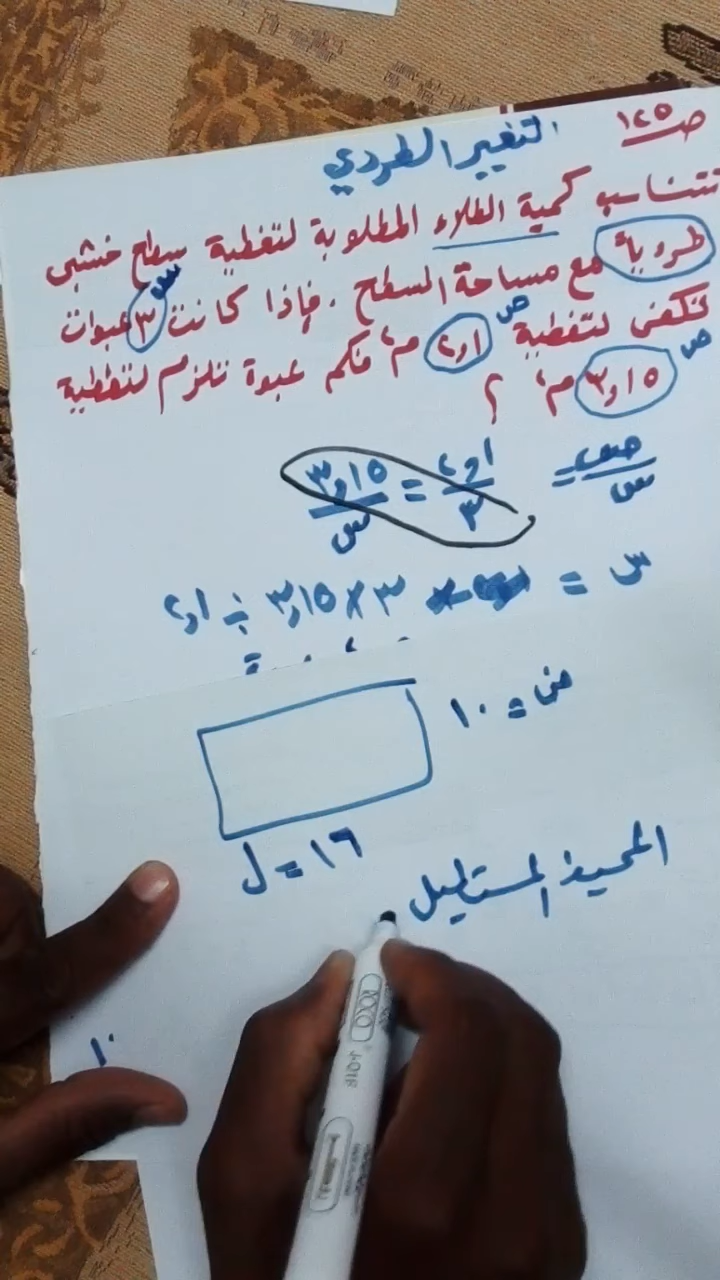 ص ١٢٥
التغير الطردي
تتناسب كمية الطلاء المطلوبة لتغطية سطح خشبي
طرديا مع مساحة السطح . فإذا كانت ٣ عبوات
س
تكفي لتغطية ٢,١ م٢ فكم عبوة تلزم لتغطية
ص ص
٣,١٥ م٢ ؟
ص/س = ٢,١/٣ = ٣,١٥/س
س = ٣ × ٣,١٥ ÷ ٢,١
=
ض = ١٠
ل = ١٦
المحيط المستطيل
ROCO